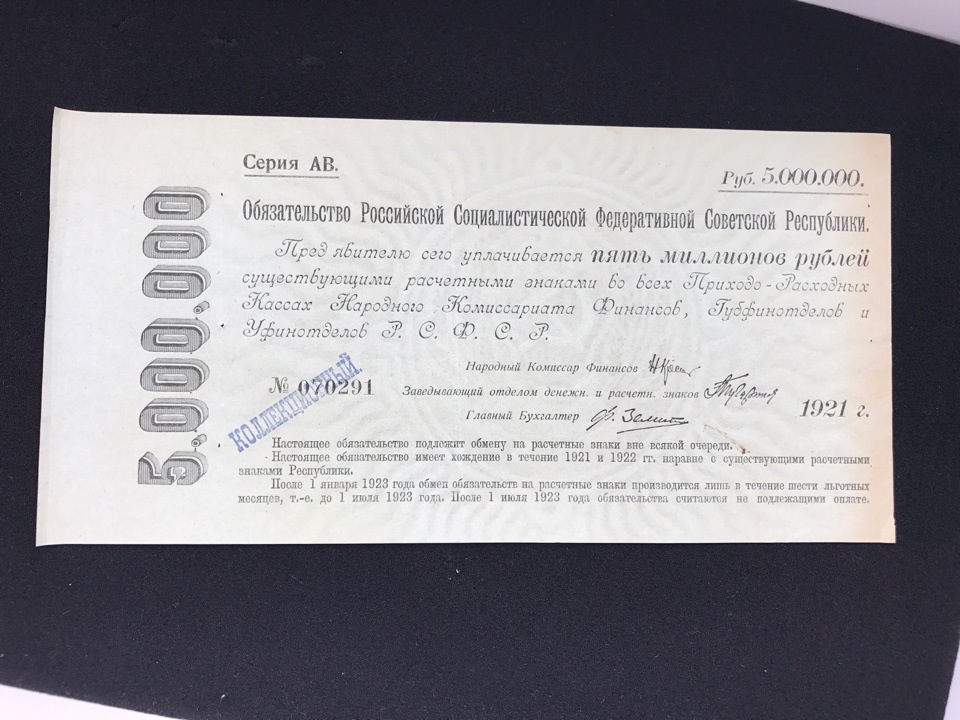 Серия АВ.
Руб. 5.000.000.
5.000.000
Обязательство Российской Социалистической Федеративной Советской Республики.
Пред'явителю сего уплачивается пять миллионов рублей
существующими расчетными знаками во всех Приходо-Расходных
Кассах Народного Комиссариата Финансов, Губфинотделов и
Уфинотделов Р. С. Ф. С. Р.
Народный Комиссар Финансов
№ 070291
Заведывающий отделом денежн. и расчетн. знаков
КОЛЛЕКЦИОННЫЙ.
Главный Бухгалтер
1921 г.
Настоящее обязательство подлежит обмену на расчетные знаки вне всякой очереди.
Настоящее обязательство имеет хождение в течение 1921 и 1922 гг. наравне с существующими расчетными
знаками Республики.
После 1 января 1923 года обмен обязательств на расчетные знаки производится лишь в течение шести льготных
месяцев, т.-е. до 1 июля 1923 года. После 1 июля 1923 года обязательства считаются не подлежащими оплате.